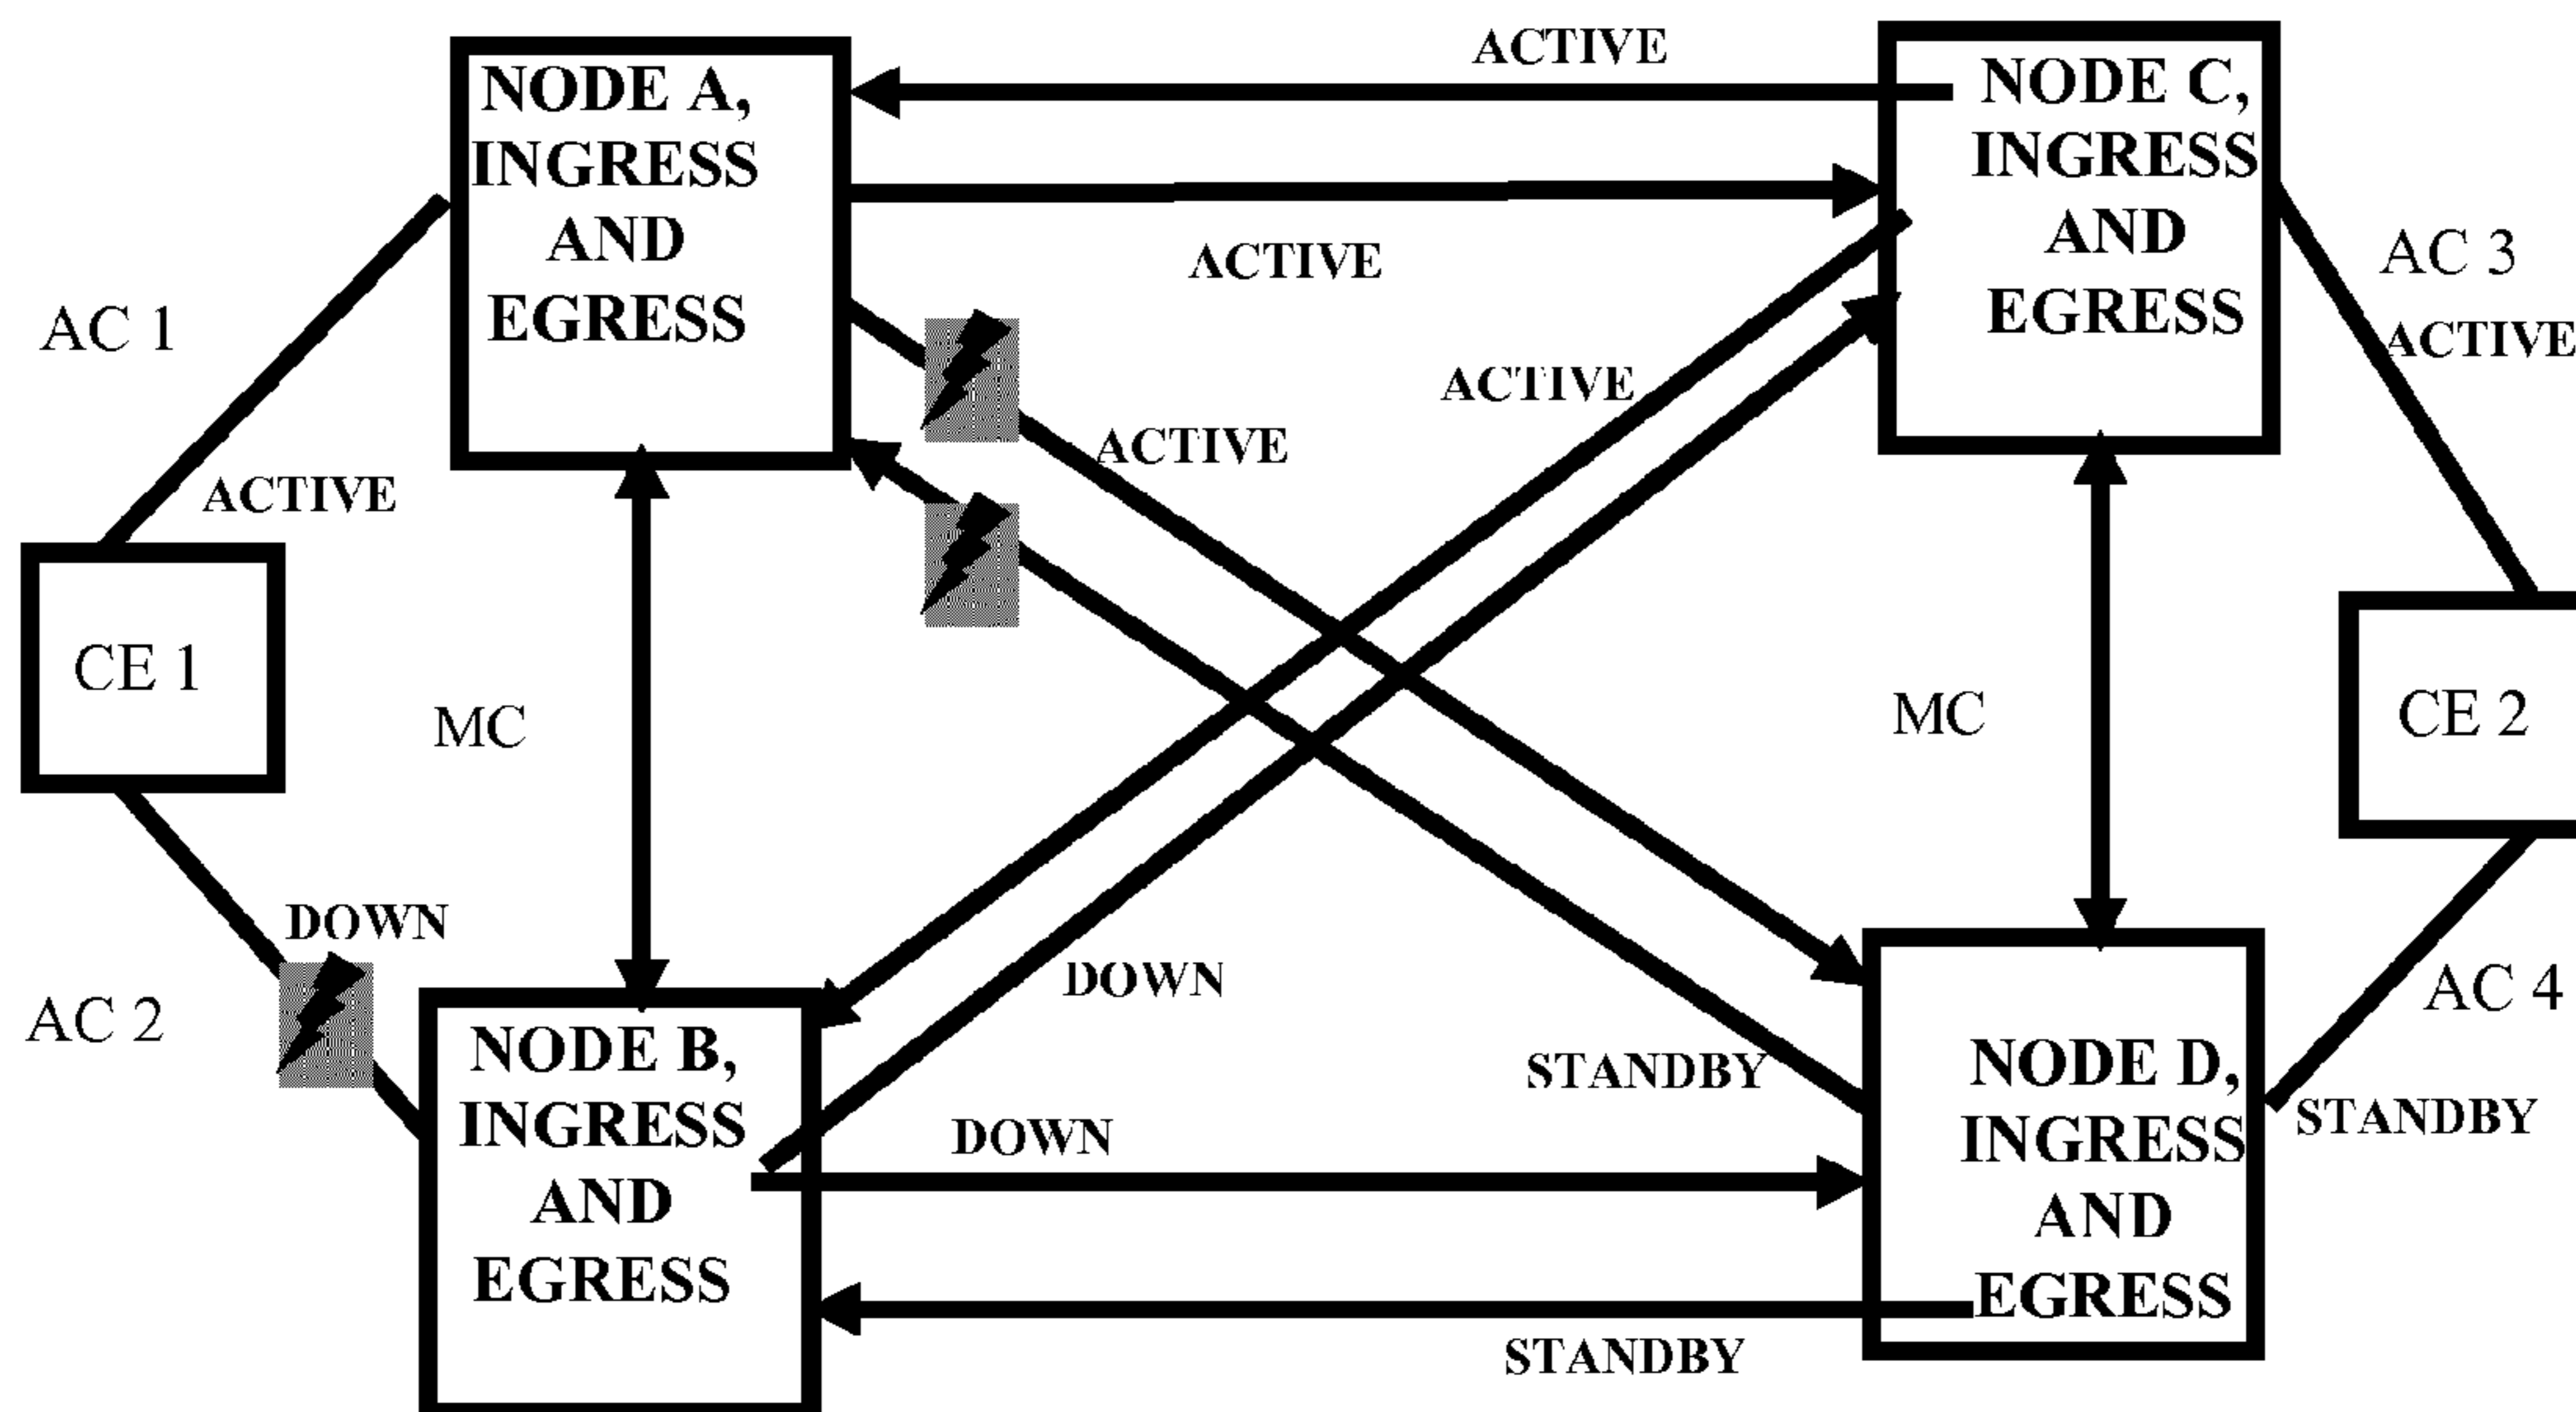 ACTIVE
NODE A,
INGRESS
AND
EGRESS
NODE C,
INGRESS
AND
EGRESS
AC 1
ACTIVE
AC 3
ACTIVE
ACTIVE
ACTIVE
ACTIVE
CE 1
MC
MC
CE 2
DOWN
AC 2
DOWN
AC 4
NODE B,
INGRESS
AND
EGRESS
STANDBY
DOWN
NODE D,
INGRESS
AND
EGRESS
STANDBY
STANDBY